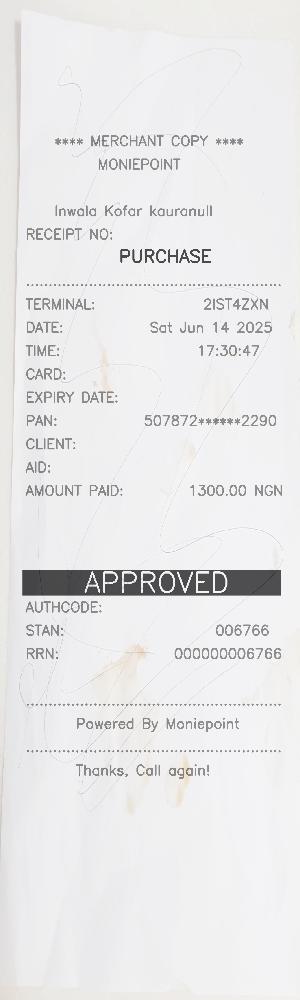 **** MERCHANT COPY ****
MONIEPOINT
Inwala Kofar kauranull
RECEIPT NO:
PURCHASE
TERMINAL: 2IST4ZXN
DATE: Sat Jun 14 2025
TIME: 17:30:47
CARD:
EXPIRY DATE:
PAN: 507872******2290
CLIENT:
AID:
AMOUNT PAID: 1300.00 NGN
APPROVED
AUTHCODE:
STAN: 006766
RRN: 000000006766
Powered By Moniepoint
Thanks, Call again!